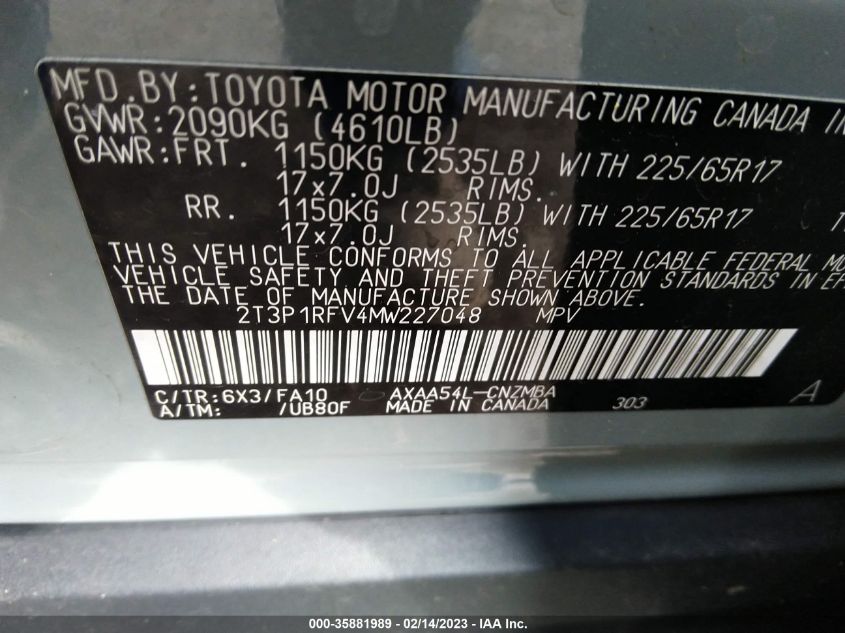 MFD.BY:TOYOTA MOTOR MANUFACTURING CANADA IN
GVWR:2090KG (4610LB)
GAWR:FRT. 1150KG (2535LB) WITH 225/65R17
17x7.0J RIMS.
RR. 1150KG (2535LB) WITH 225/65R17
17x7.0J RIMS.
THIS VEHICLE CONFORMS TO ALL APPLICABLE FEDERAL MO
VEHICLE SAFETY AND THEFT PREVENTION STANDARDS IN EF
THE DATE OF MANUFACTURE SHOWN ABOVE.
2T3P1RFV4MW227048 MPV
C/TR:6X3/FA10 AXAA54L-CNZMBA
A/TM: /UB80F MADE IN CANADA 303 A
000-35881989 - 02/14/2023 - IAA Inc.